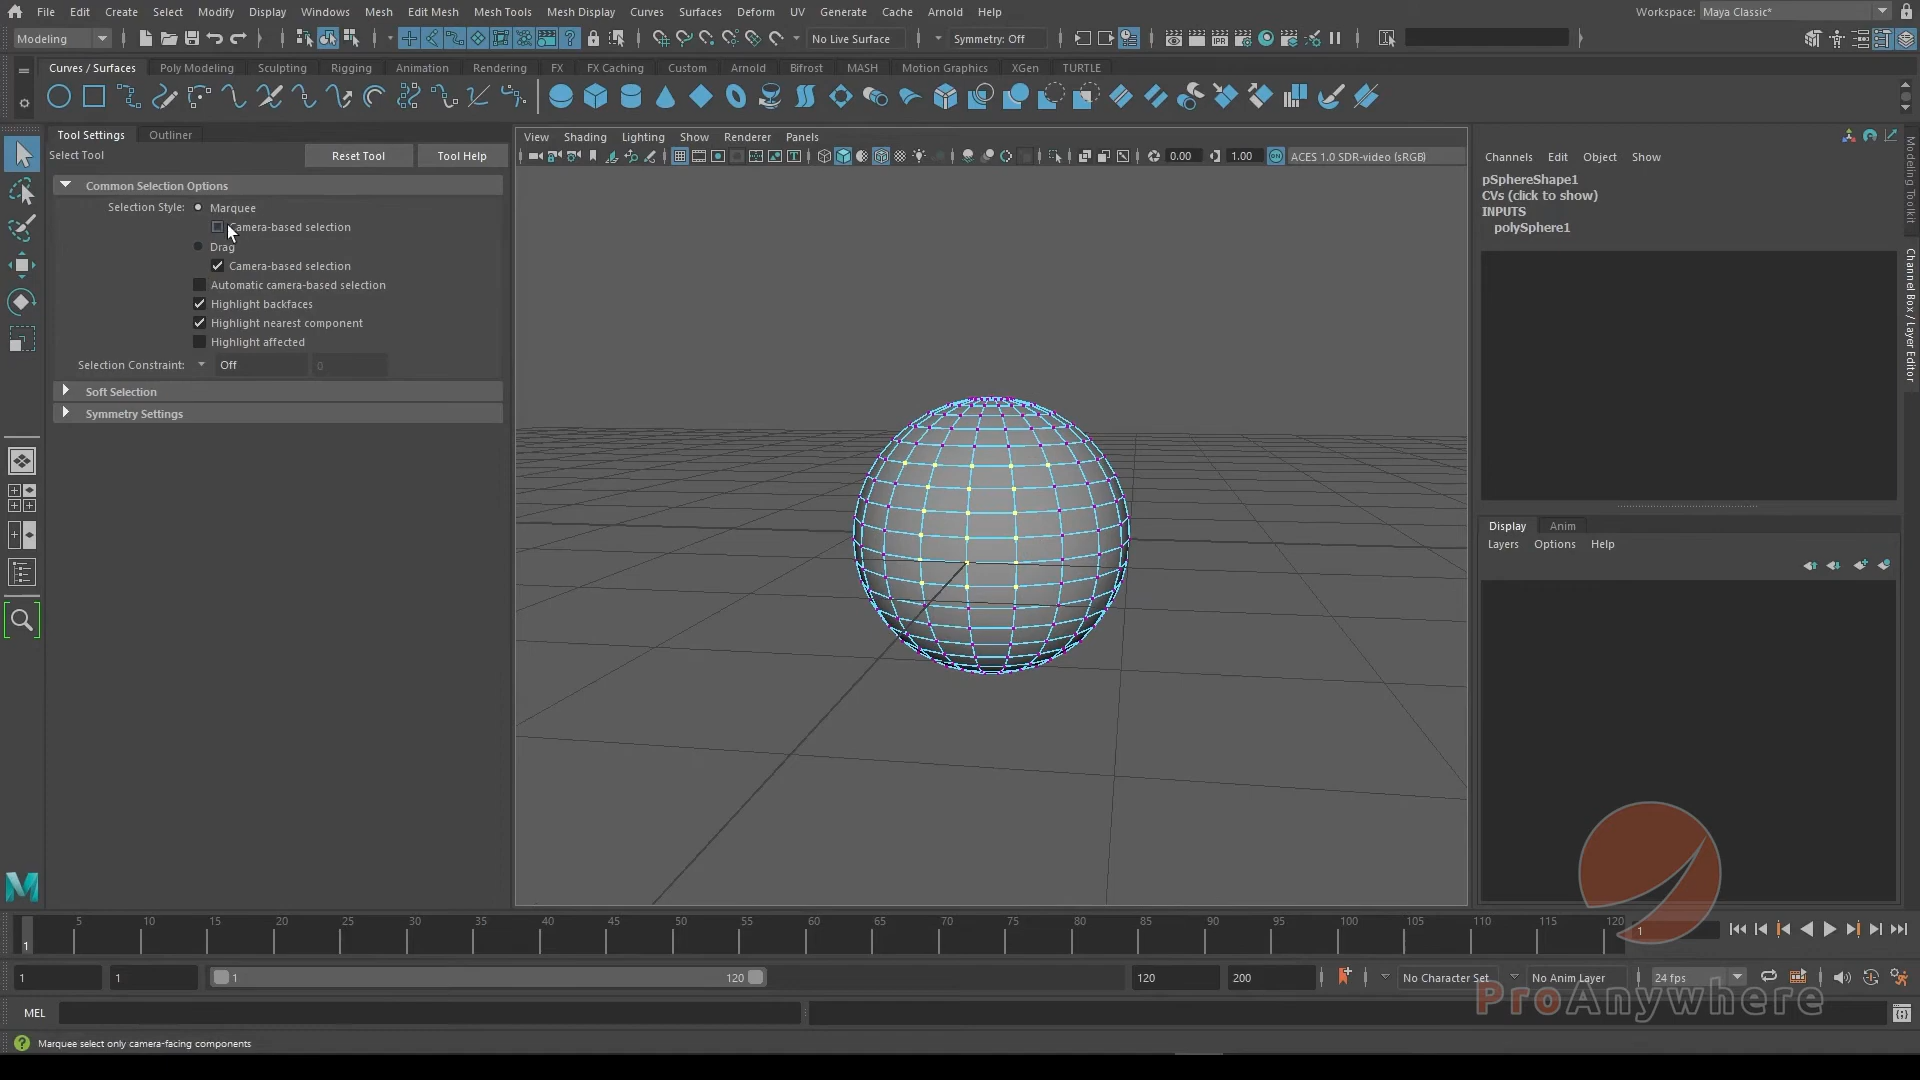 File Edit Create Select Modify Display Windows Mesh Edit Mesh Mesh Tools Mesh Display Curves Surfaces Deform UV Generate Cache Arnold Help Workspace: Maya Classic*
Modeling No Live Surface Symmetry: Off
Curves / Surfaces Poly Modeling Sculpting Rigging Animation Rendering FX FX Caching Custom Arnold Bifrost MASH Motion Graphics XGen TURTLE
Tool Settings Outliner
Select Tool Reset Tool Tool Help
Common Selection Options
Selection Style: Marquee
Camera-based selection
Drag
Camera-based selection
Automatic camera-based selection
Highlight backfaces
Highlight nearest component
Highlight affected
Selection Constraint: Off 0
Soft Selection
Symmetry Settings
View Shading Lighting Show Renderer Panels
0.00 1.00 ACES 1.0 SDR-video (sRGB)
Channels Edit Object Show
pSphereShape1
CVs (click to show)
INPUTS
polySphere1
Modeling Toolkit
Channel Box / Layer Editor
Display Anim
Layers Options Help
5 10 15 20 25 30 35 40 45 50 55 60 65 70 75 80 85 90 95 100 105 110 115 120
1 1
1 1 1 120 120 200 No Character Set No Anim Layer 24 fps
ProAnywhere
MEL
Marquee select only camera-facing components